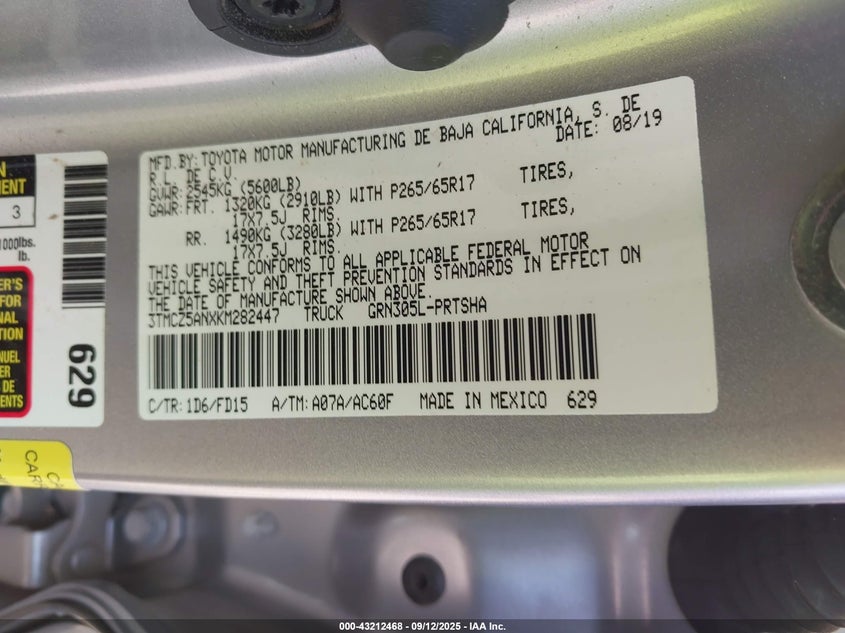 MFD.BY: TOYOTA MOTOR MANUFACTURING DE BAJA CALIFORNIA, S. DE
R.L. DE C.V. DATE: 08/19
GVWR: 2545KG (5600LB)
GAWR: FRT. 1320KG (2910LB) WITH P265/65R17 TIRES,
17X7.5J RIMS.
RR. 1490KG (3280LB) WITH P265/65R17 TIRES,
17X7.5J RIMS.
THIS VEHICLE CONFORMS TO ALL APPLICABLE FEDERAL MOTOR
VEHICLE SAFETY AND THEFT PREVENTION STANDARDS IN EFFECT ON
THE DATE OF MANUFACTURE SHOWN ABOVE.
3TMCZ5ANXKM282447 TRUCK GRN305L-PRTSHA
C/TR: 1D6/FD15 A/TM: A07A/AC60F MADE IN MEXICO 629
3
1000lbs.
lb.
629
000-43212468 - 09/12/2025 - IAA Inc.